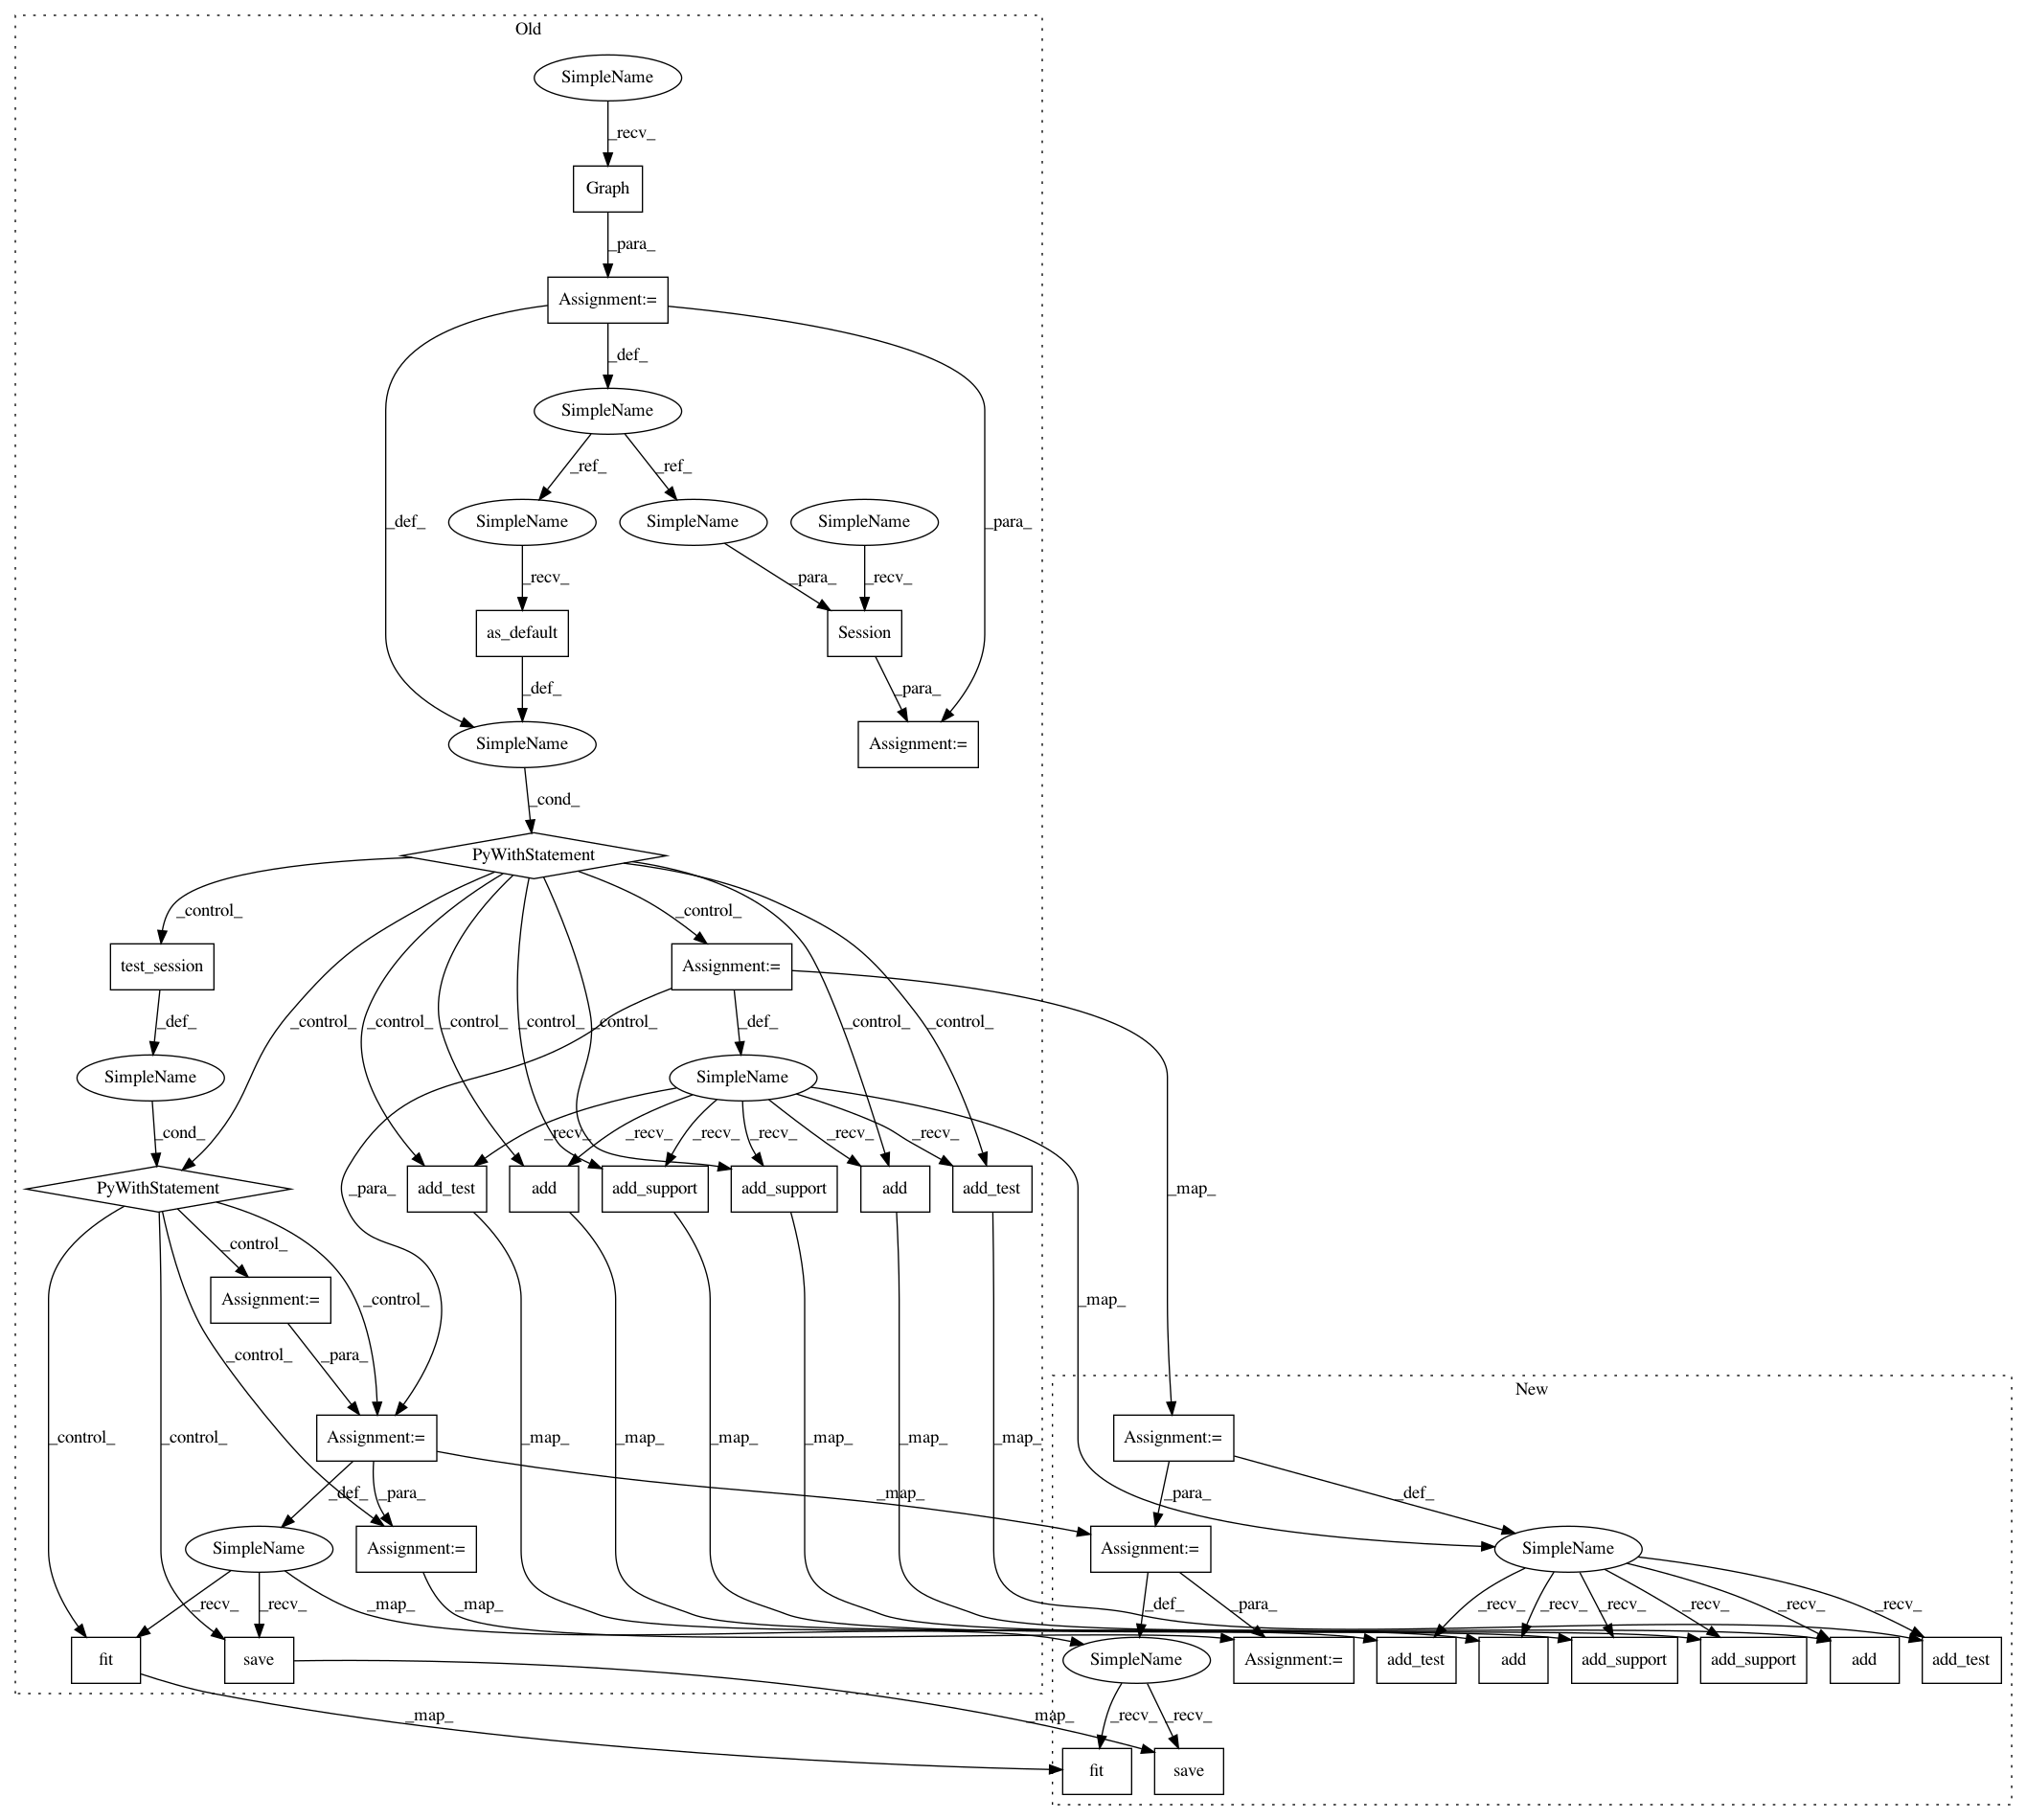 Old
SimpleName
_recv_
Graph
_para_
Assignment:=
_def_
SimpleName
_ref_ _ref_
SimpleName SimpleName SimpleName
_def_ _para_
_recv_ _para_ _recv_
as_default Session
_def_ _para_
SimpleName Assignment:=
_cond_
PyWithStatement
_control_ _control_
test_session Assignment:=
_def_ _control_ _control_ _control_ _control_ _control_ _def_ _control_ _control_
SimpleName SimpleName
_cond_ _recv_ _recv_ _recv_ _recv_ _recv_ _recv_
PyWithStatement add_test add add_support add_support add add_test
_para_ _map_
_control_
Assignment:= _control_ _map_
_para_ _control_
New
_control_ _control_ Assignment:= _map_ _map_ _map_ _map_ _map_ _map_ Assignment:=
_def_ _para_ _map_ _para_ _def_
SimpleName Assignment:= Assignment:= SimpleName
_recv_ _recv_ _map_ _map_ _def_ _para_ _recv_ _recv_ _recv_ _recv_ _recv_ _recv_
fit save SimpleName Assignment:= add_test add add_support add_support add add_test
_map_ _map_ _recv_ _recv_
fit save